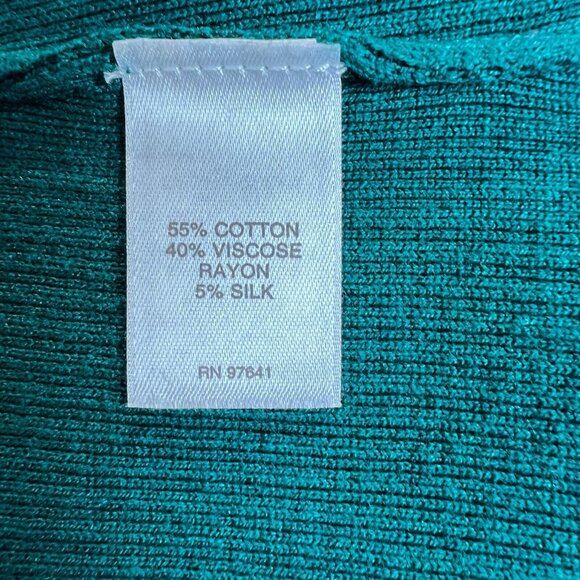 55% COTTON
40% VISCOSE
RAYON
5% SILK
RN 97641